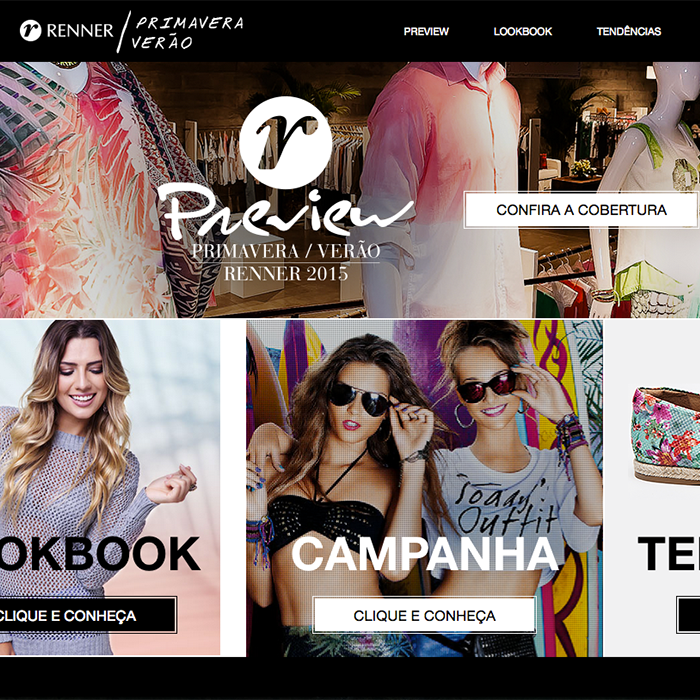 r RENNER / PRIMAVERA
VERÃO
PREVIEW
LOOKBOOK
TENDÊNCIAS
r
Preview
PRIMAVERA / VERÃO
RENNER 2015
CONFIRA A COBERTURA
OKBOOK
CLIQUE E CONHEÇA
Today's
Outfit
CAMPANHA
CLIQUE E CONHEÇA
TE